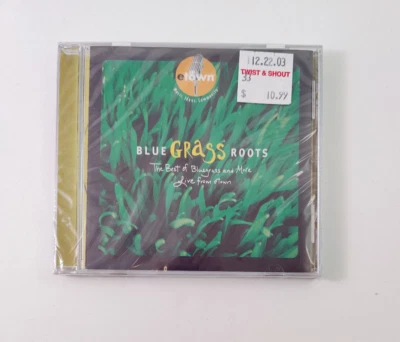 etown
12.22.03
TWIST & SHOUT
33
$ 10.99
BLUE GRASS ROOTS
The Best of Bluegrass and More...
Live from etown